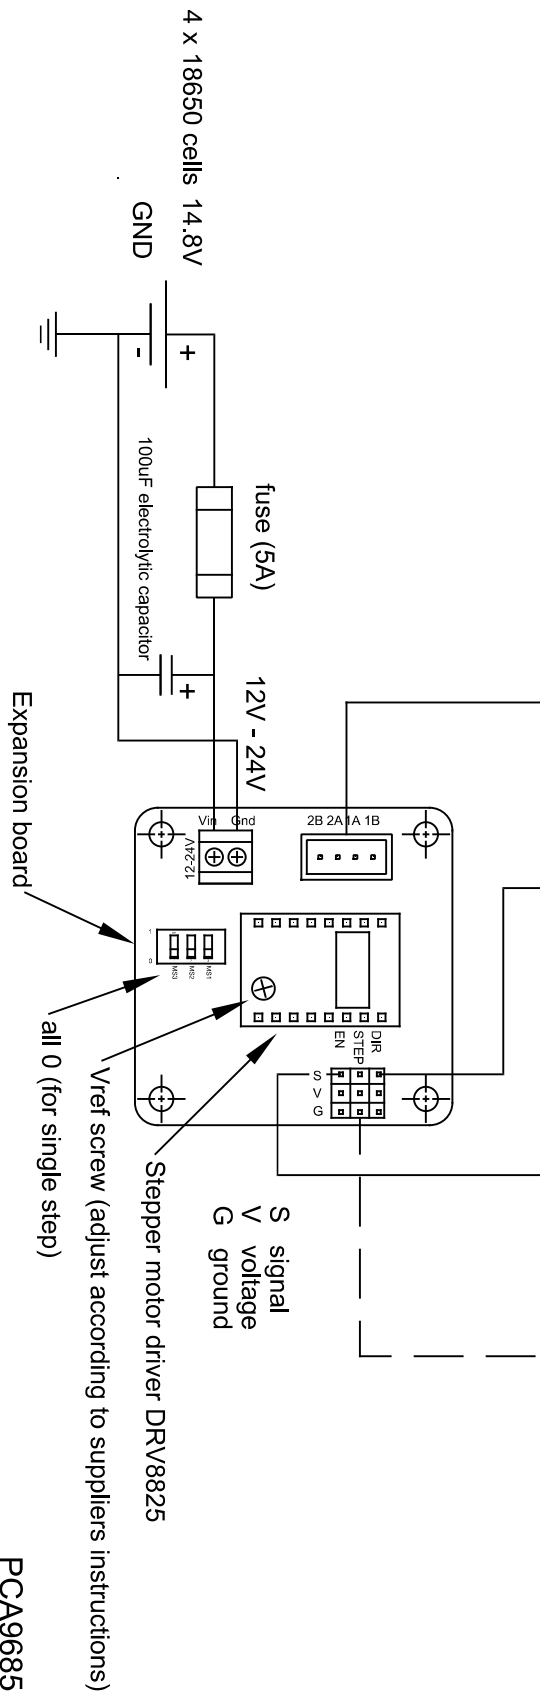 4 x 18650 cells 14.8V
GND
+
-
fuse (5A)
100uF electrolytic capacitor
+
12V - 24V
Vin Gnd
12-24V
2B 2A 1A 1B
1
0
MS3
MS2
MS1
DIR
STEP
EN
S
V
G
Expansion board
all 0 (for single step)
Vref screw (adjust according to suppliers instructions)
Stepper motor driver DRV8825
S signal
V voltage
G ground
PCA9685